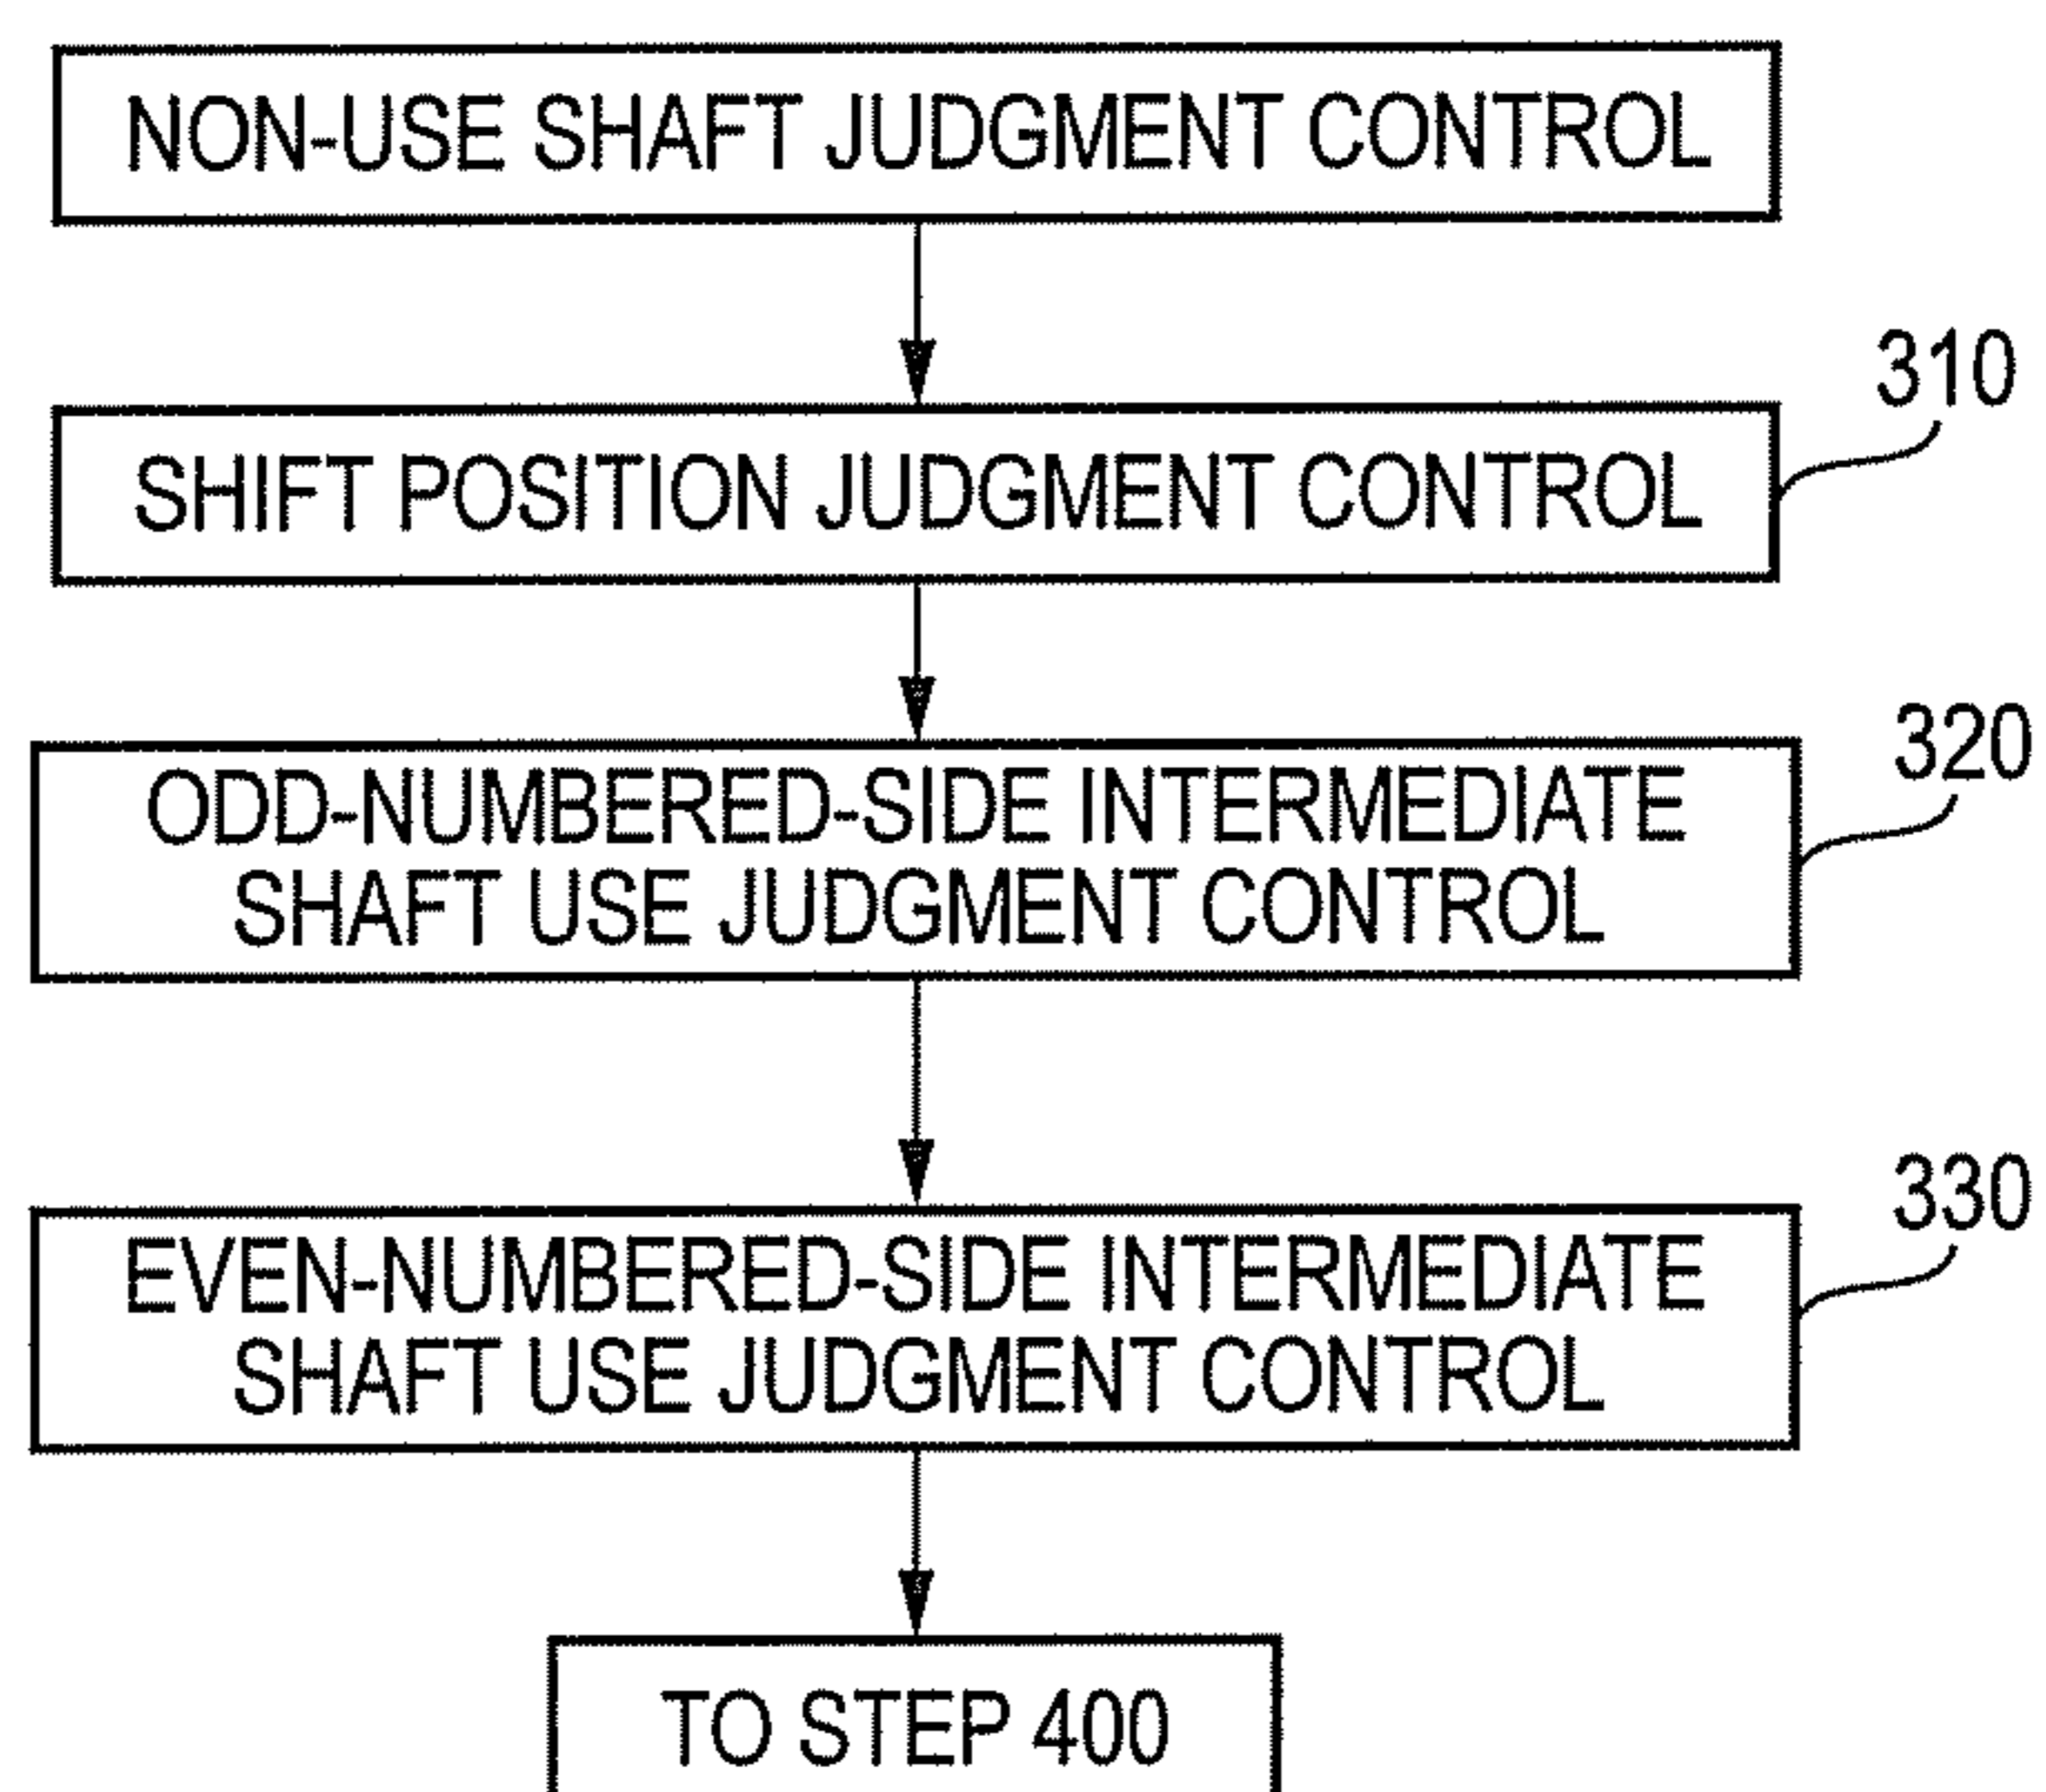 NON-USE SHAFT JUDGMENT CONTROL
310
SHIFT POSITION JUDGMENT CONTROL
320
ODD-NUMBERED-SIDE INTERMEDIATE
SHAFT USE JUDGMENT CONTROL
330
EVEN-NUMBERED-SIDE INTERMEDIATE
SHAFT USE JUDGMENT CONTROL
TO STEP 400